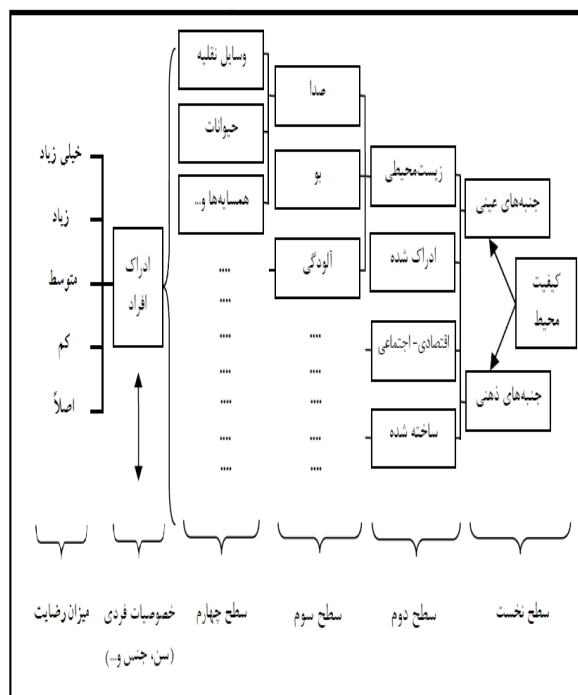 کیفیت
محیط
جنبه‌های عینی
جنبه‌های ذهنی
زیست‌محیطی
ادراک شده
اقتصادی- اجتماعی
ساخته شده
صدا
بو
آلودگی
....
....
....
....
....
وسایل نقلیه
حیوانات
همسایه‌ها و...
....
....
....
....
....
....
....
ادراک
افراد
خیلی زیاد
زیاد
متوسط
کم
اصلاً
سطح نخست
سطح دوم
سطح سوم
سطح چهارم
خصوصیات فردی
(سن، جنس و...)
میزان رضایت